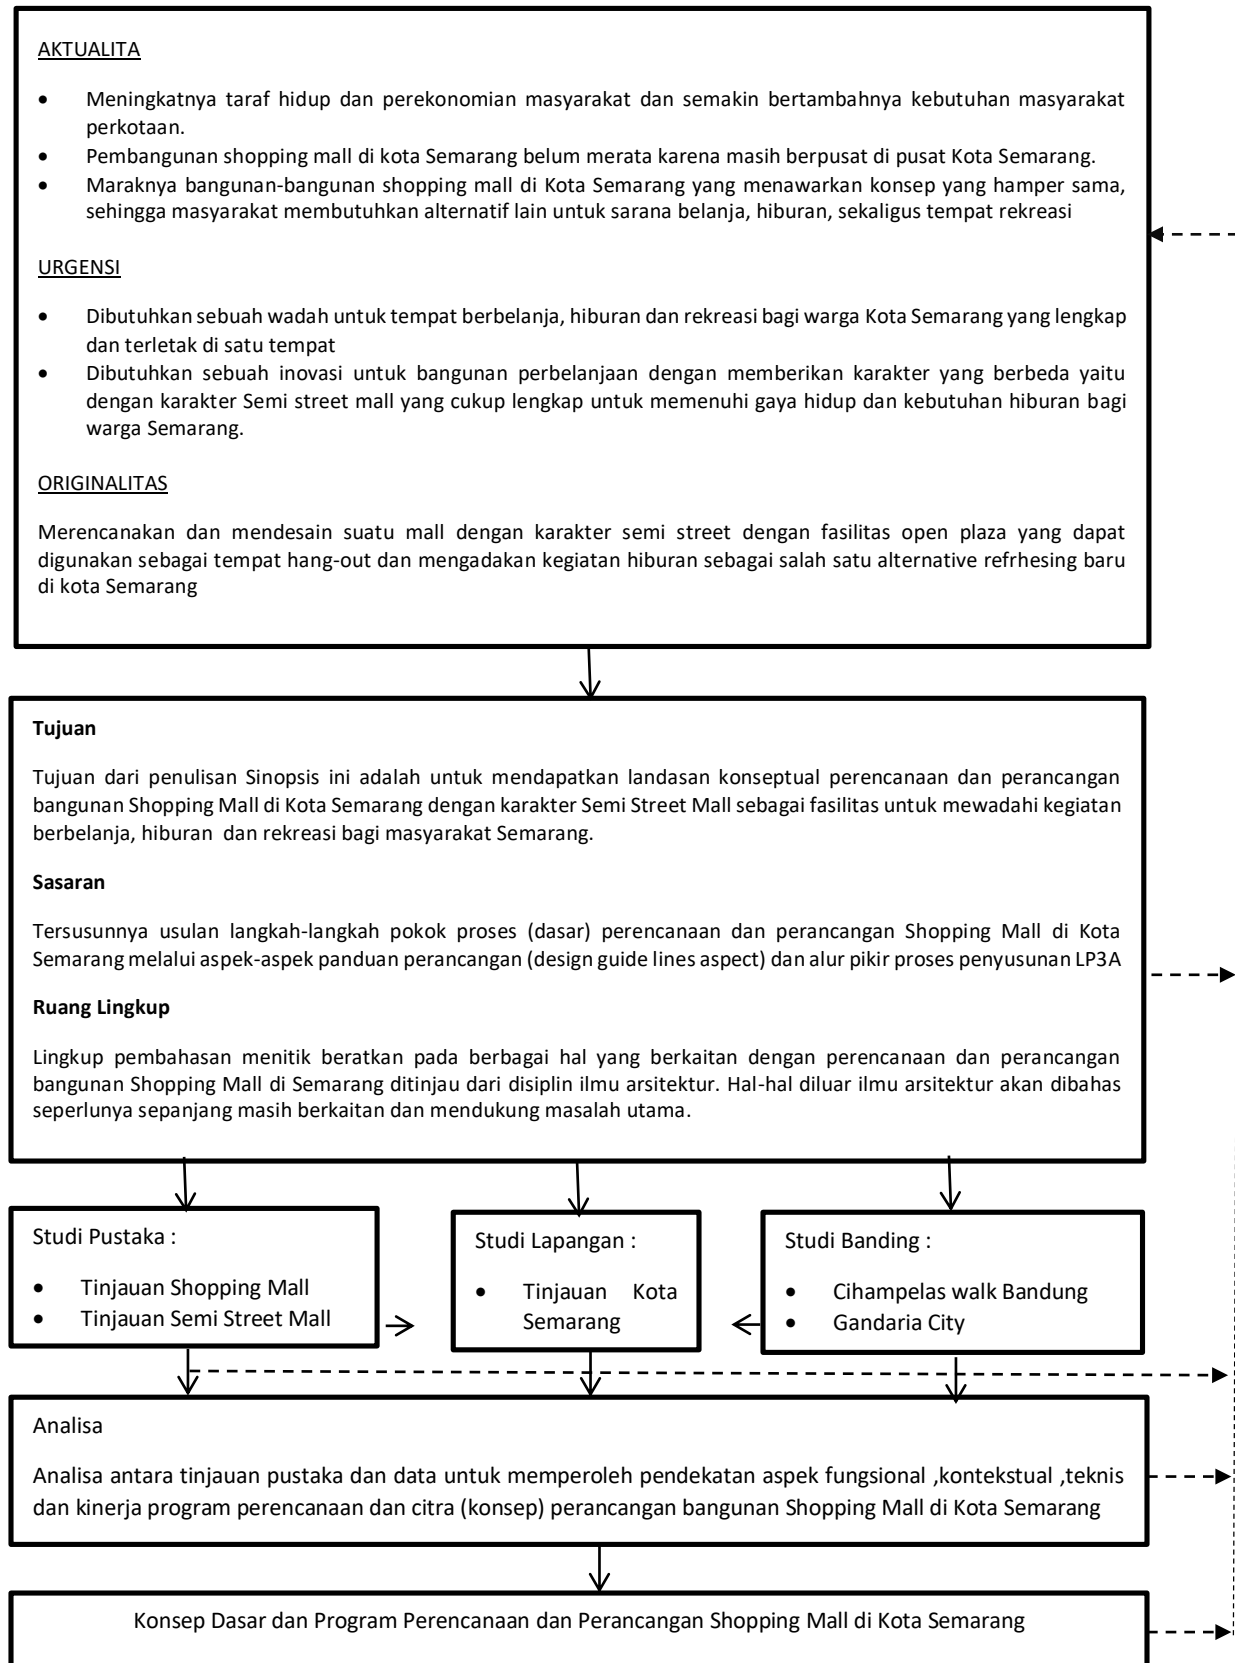 AKTUALITA
• Meningkatnya taraf hidup dan perekonomian masyarakat dan semakin bertambahnya kebutuhan masyarakat
perkotaan.
• Pembangunan shopping mall di kota Semarang belum merata karena masih berpusat di pusat Kota Semarang.
• Maraknya bangunan-bangunan shopping mall di Kota Semarang yang menawarkan konsep yang hamper sama,
sehingga masyarakat membutuhkan alternatif lain untuk sarana belanja, hiburan, sekaligus tempat rekreasi
URGENSI
• Dibutuhkan sebuah wadah untuk tempat berbelanja, hiburan dan rekreasi bagi warga Kota Semarang yang lengkap
dan terletak di satu tempat
• Dibutuhkan sebuah inovasi untuk bangunan perbelanjaan dengan memberikan karakter yang berbeda yaitu
dengan karakter Semi street mall yang cukup lengkap untuk memenuhi gaya hidup dan kebutuhan hiburan bagi
warga Semarang.
ORIGINALITAS
Merencanakan dan mendesain suatu mall dengan karakter semi street dengan fasilitas open plaza yang dapat
digunakan sebagai tempat hang-out dan mengadakan kegiatan hiburan sebagai salah satu alternative refrhesing baru
di kota Semarang
Tujuan
Tujuan dari penulisan Sinopsis ini adalah untuk mendapatkan landasan konseptual perencanaan dan perancangan
bangunan Shopping Mall di Kota Semarang dengan karakter Semi Street Mall sebagai fasilitas untuk mewadahi kegiatan
berbelanja, hiburan dan rekreasi bagi masyarakat Semarang.
Sasaran
Tersusunnya usulan langkah-langkah pokok proses (dasar) perencanaan dan perancangan Shopping Mall di Kota
Semarang melalui aspek-aspek panduan perancangan (design guide lines aspect) dan alur pikir proses penyusunan LP3A
Ruang Lingkup
Lingkup pembahasan menitik beratkan pada berbagai hal yang berkaitan dengan perencanaan dan perancangan
bangunan Shopping Mall di Semarang ditinjau dari disiplin ilmu arsitektur. Hal-hal diluar ilmu arsitektur akan dibahas
seperlunya sepanjang masih berkaitan dan mendukung masalah utama.
Studi Pustaka :
• Tinjauan Shopping Mall
• Tinjauan Semi Street Mall
Studi Lapangan :
• Tinjauan Kota
Semarang
Studi Banding :
• Cihampelas walk Bandung
• Gandaria City
Analisa
Analisa antara tinjauan pustaka dan data untuk memperoleh pendekatan aspek fungsional ,kontekstual ,teknis
dan kinerja program perencanaan dan citra (konsep) perancangan bangunan Shopping Mall di Kota Semarang
Konsep Dasar dan Program Perencanaan dan Perancangan Shopping Mall di Kota Semarang